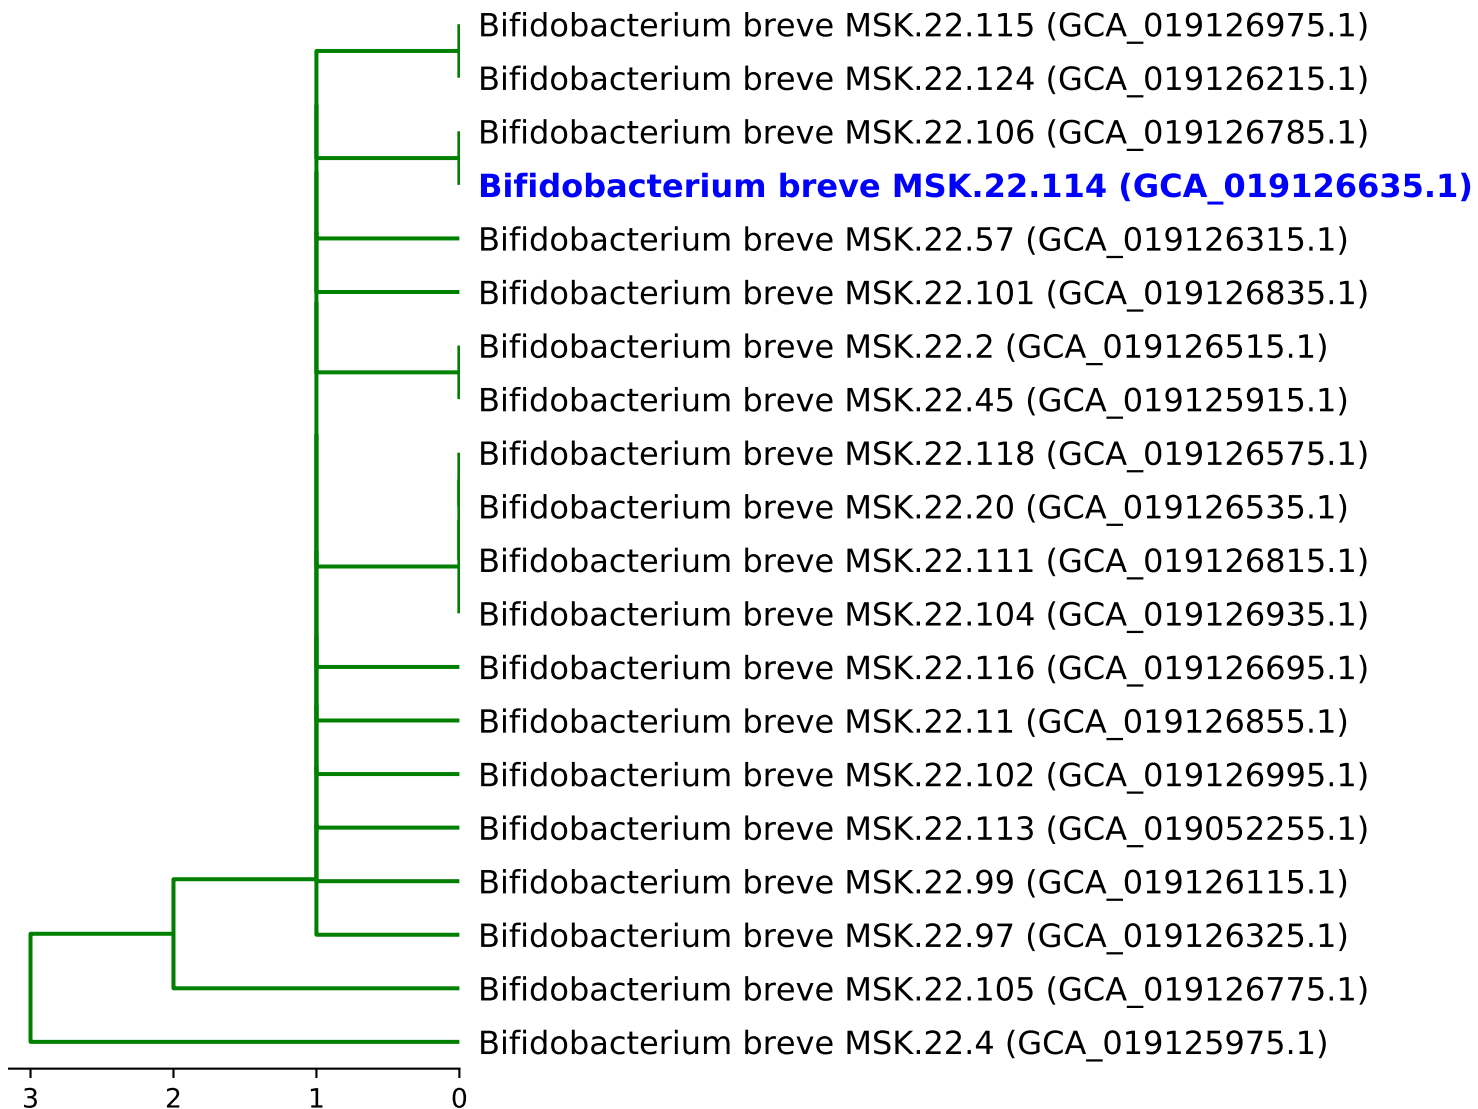 Bifidobacterium breve MSK.22.115 (GCA_019126975.1)
Bifidobacterium breve MSK.22.124 (GCA_019126215.1)
Bifidobacterium breve MSK.22.106 (GCA_019126785.1)
Bifidobacterium breve MSK.22.114 (GCA_019126635.1)
Bifidobacterium breve MSK.22.57 (GCA_019126315.1)
Bifidobacterium breve MSK.22.101 (GCA_019126835.1)
Bifidobacterium breve MSK.22.2 (GCA_019126515.1)
Bifidobacterium breve MSK.22.45 (GCA_019125915.1)
Bifidobacterium breve MSK.22.118 (GCA_019126575.1)
Bifidobacterium breve MSK.22.20 (GCA_019126535.1)
Bifidobacterium breve MSK.22.111 (GCA_019126815.1)
Bifidobacterium breve MSK.22.104 (GCA_019126935.1)
Bifidobacterium breve MSK.22.116 (GCA_019126695.1)
Bifidobacterium breve MSK.22.11 (GCA_019126855.1)
Bifidobacterium breve MSK.22.102 (GCA_019126995.1)
Bifidobacterium breve MSK.22.113 (GCA_019052255.1)
Bifidobacterium breve MSK.22.99 (GCA_019126115.1)
Bifidobacterium breve MSK.22.97 (GCA_019126325.1)
Bifidobacterium breve MSK.22.105 (GCA_019126775.1)
Bifidobacterium breve MSK.22.4 (GCA_019125975.1)
3 2 1 0